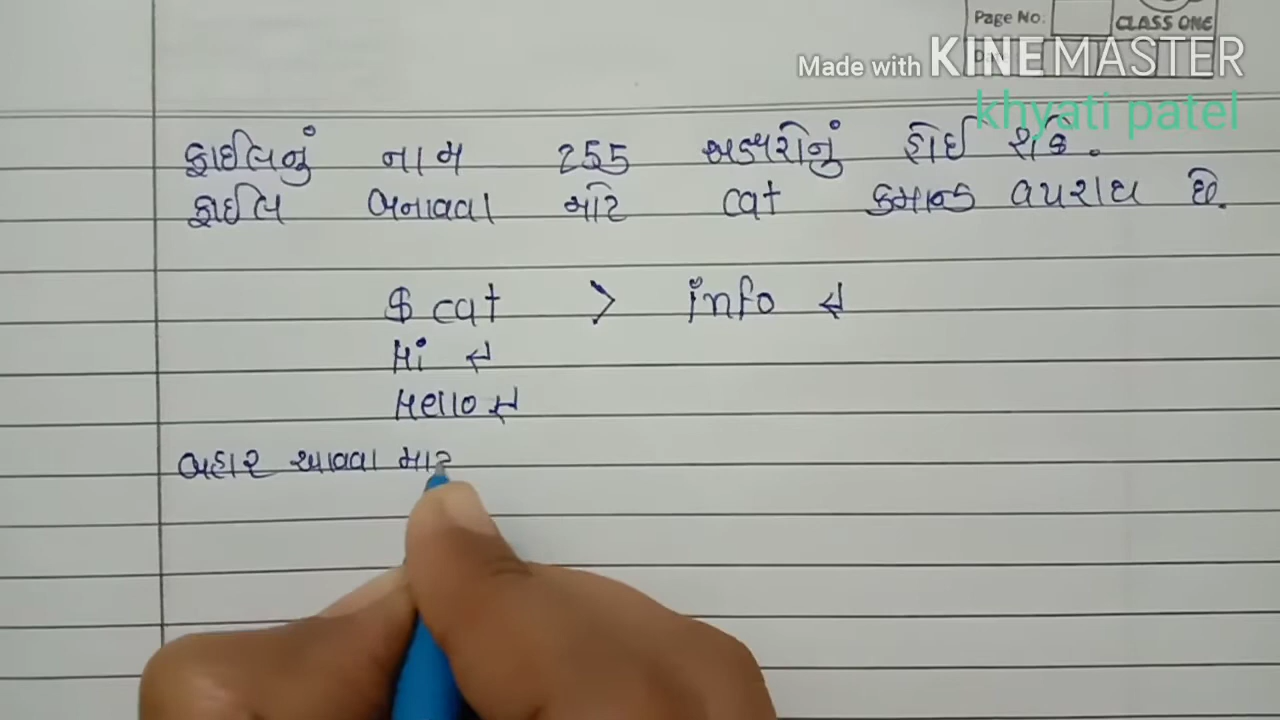 Page No.
CLASS ONE
Made with KINEMASTER
khyati patel
ફાઈલનું નામ 255 અક્ષરોનું હોઈ શકે.
ફાઈલ બનાવવા માટે cat કમાન્ડ વપરાય છે.
$ cat > info ↵
Hi ↵
Hello ↵
બહાર આવવા માટે